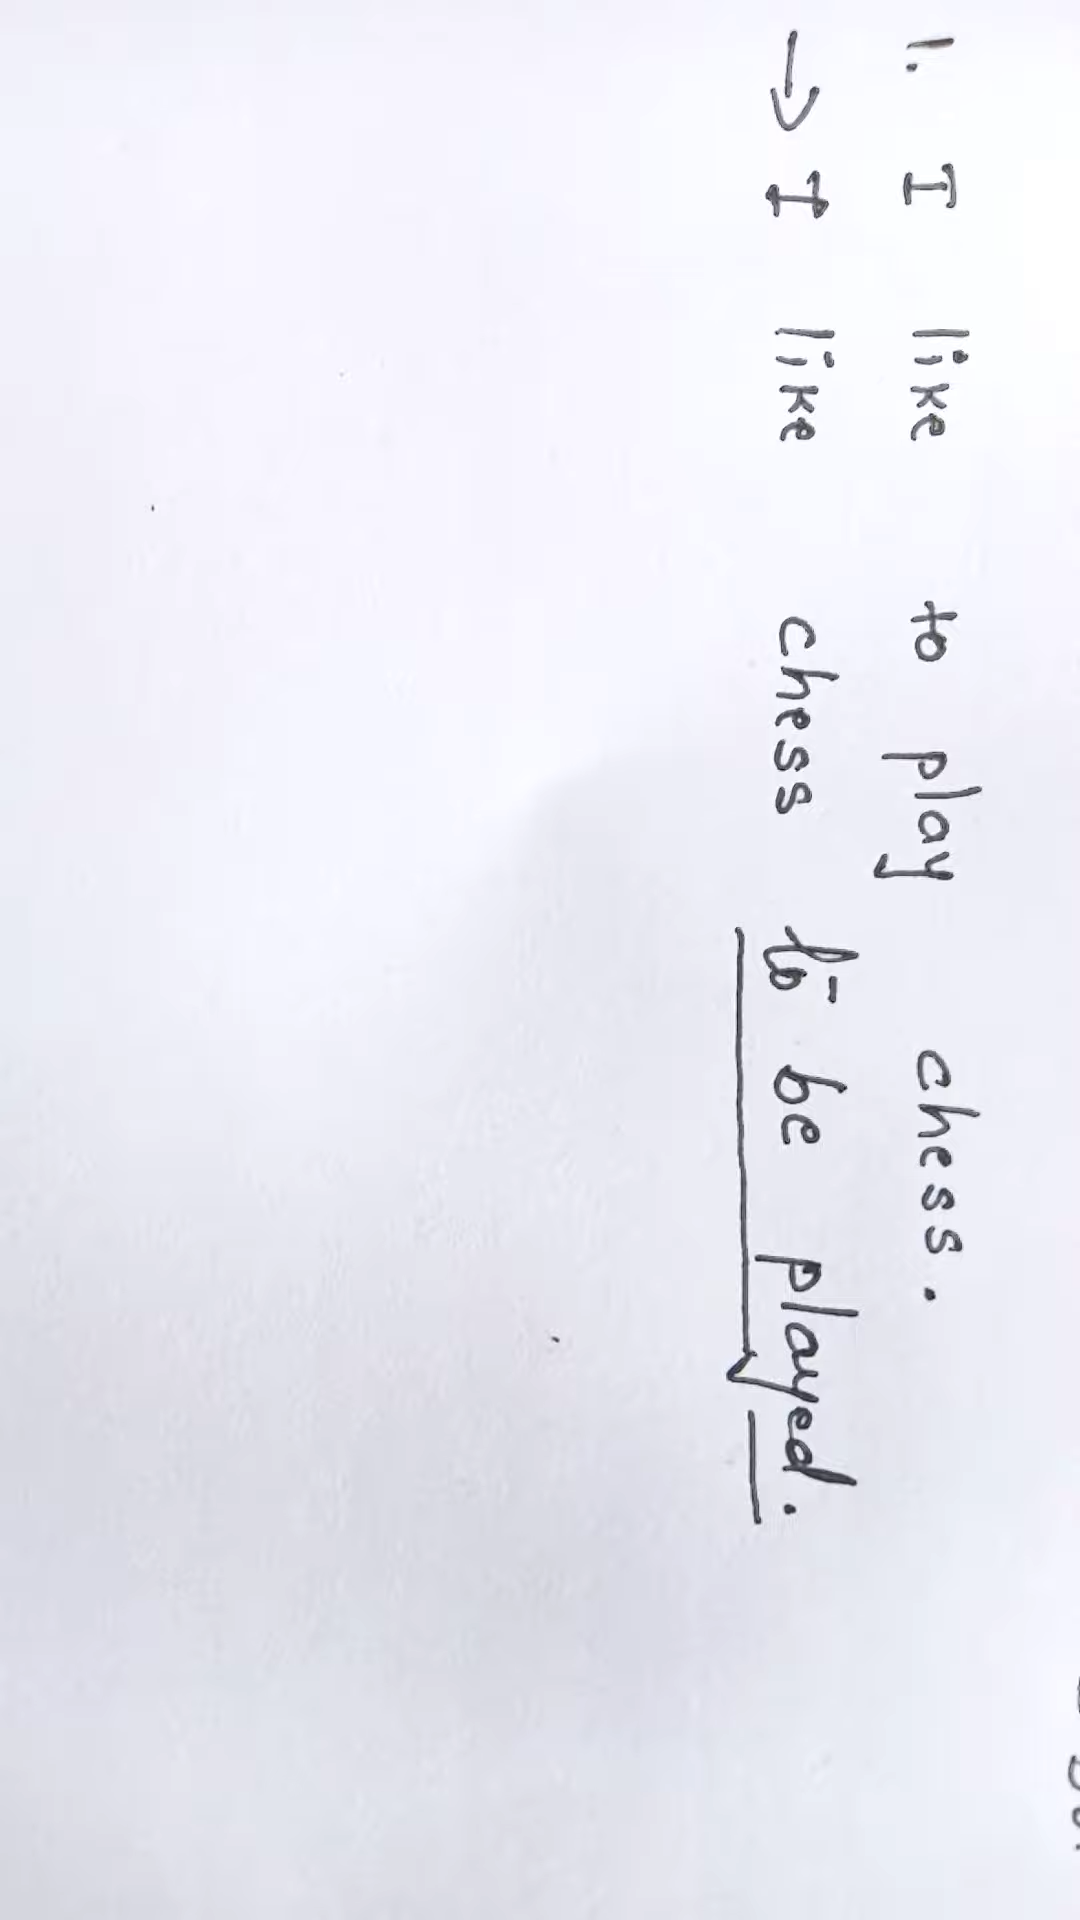 1. I like to play chess.
→ I like chess to be played.